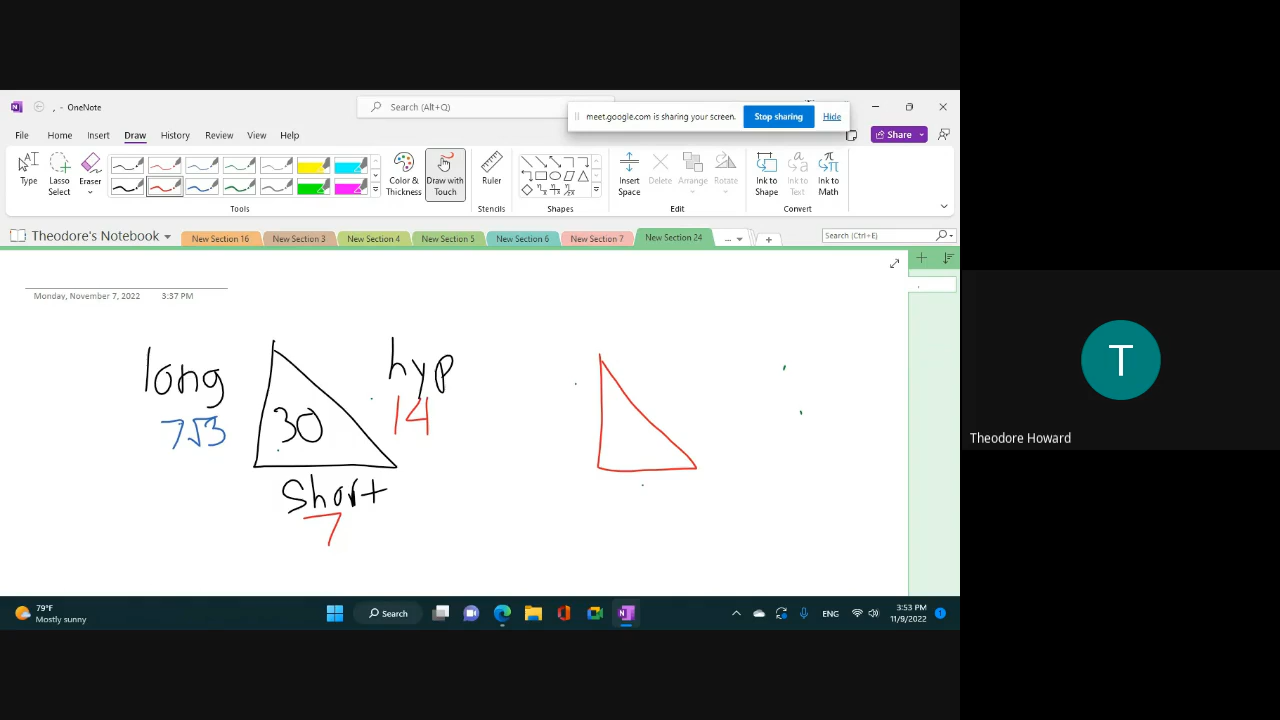 , - OneNote
Search (Alt+Q)
meet.google.com is sharing your screen.
Stop sharing
Hide
File
Home
Insert
Draw
History
Review
View
Help
Share
Type
Lasso
Select
Eraser
Color &
Thickness
Draw with
Touch
Ruler
Insert
Space
Delete
Arrange
Rotate
Ink to
Shape
Ink to
Text
Ink to
Math
Tools
Stencils
Shapes
Edit
Convert
Theodore's Notebook
New Section 16
New Section 3
New Section 4
New Section 5
New Section 6
New Section 7
New Section 24
...
Search (Ctrl+E)
Monday, November 7, 2022
3:37 PM
long
7√3
30
hyp
14
Short
7
T
Theodore Howard
79°F
Mostly sunny
Search
ENG
3:53 PM
11/9/2022
1